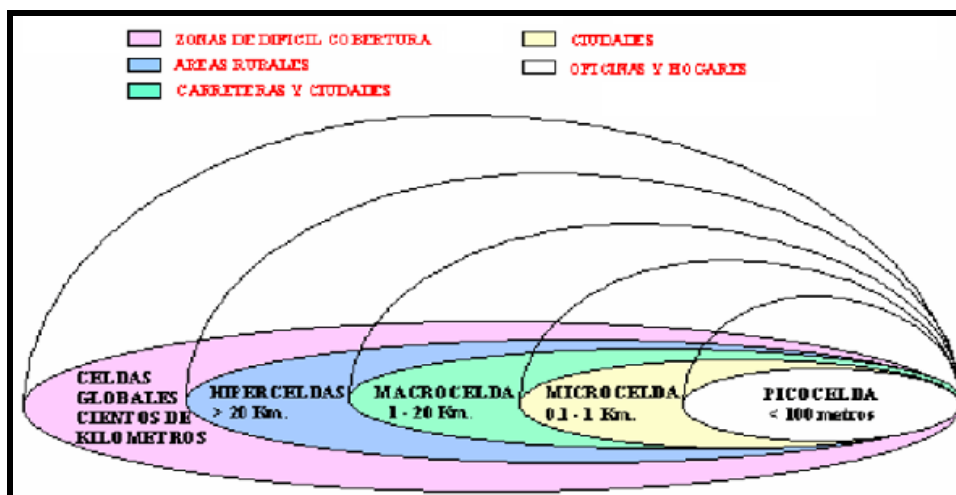 ZONAS DE DIFICIL COBERTURA
AREAS RURALES
CARRETERAS Y CIUDADES
CIUDADES
OFICINAS Y HOGARES
CELDAS
GLOBALES
CIENTOS DE
KILOMETROS
HIPERCELDAS
> 20 Km.
MACROCELDA
1 - 20 Km.
MICROCELDA
0.1 - 1 Km.
PICOCELDA
< 100 metros